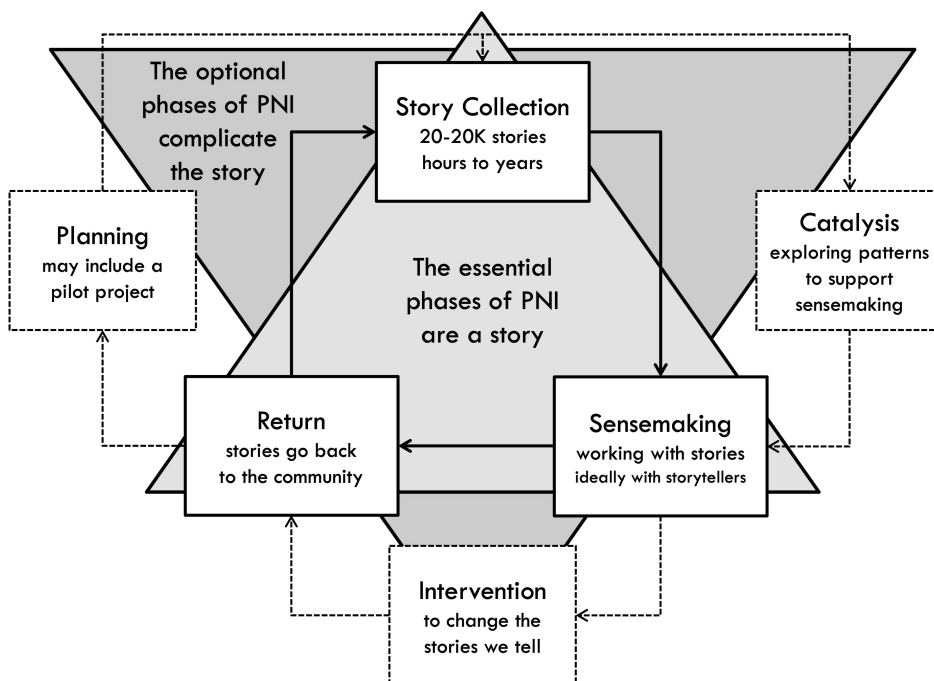 The optional
phases of PNI
complicate
the story
Story Collection
20-20K stories
hours to years
Planning
may include a
pilot project
Catalysis
exploring patterns
to support
sensemaking
The essential
phases of PNI
are a story
Return
stories go back
to the community
Sensemaking
working with stories
ideally with storytellers
Intervention
to change the
stories we tell